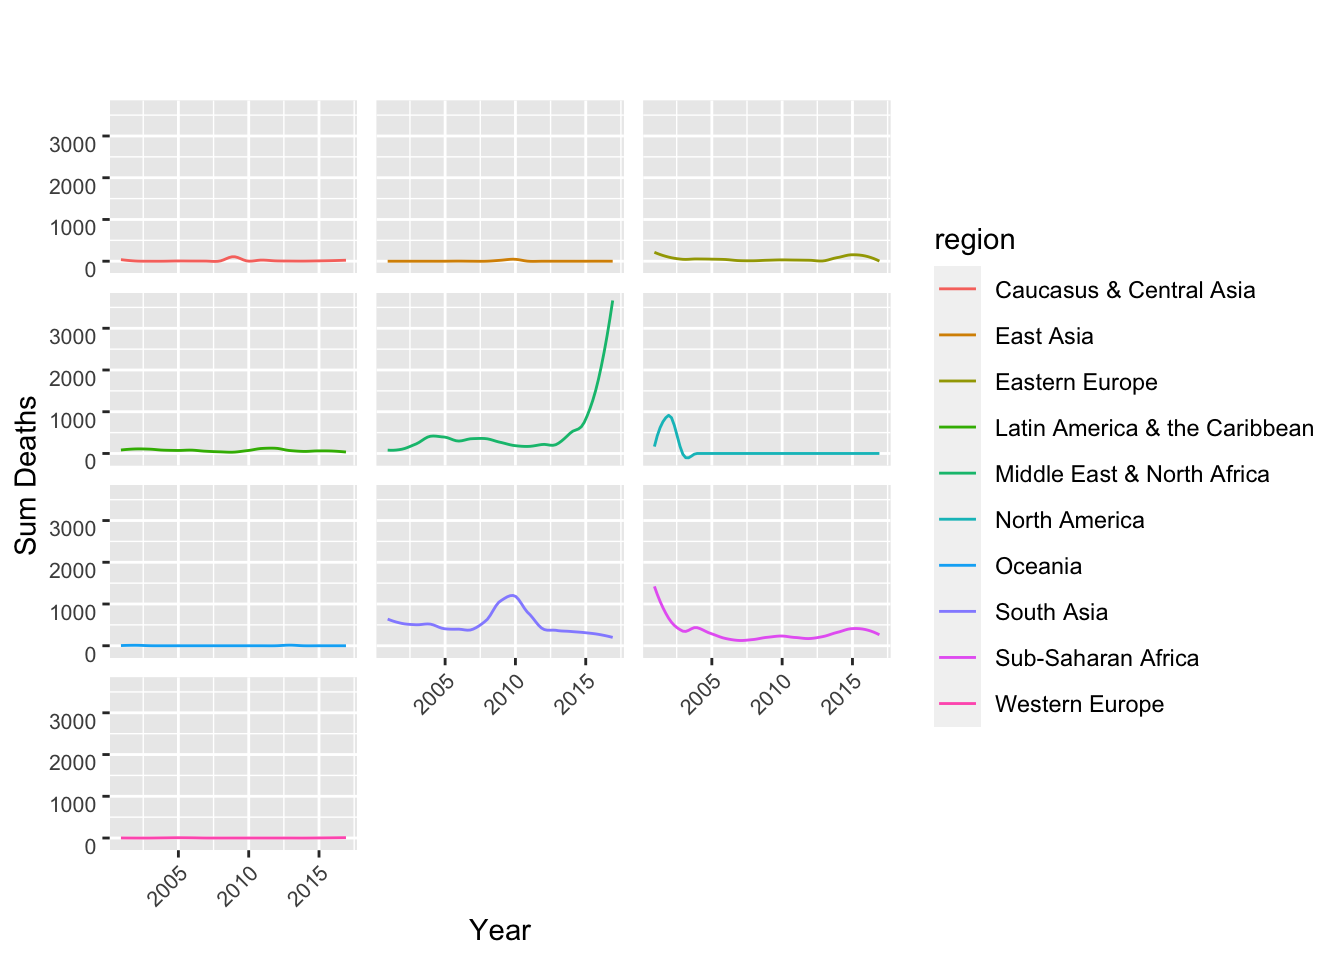 3000
2000
1000
0
3000
2000
1000
0
3000
2000
1000
0
2005 2010 2015
2005 2010 2015
3000
2000
1000
0
2005 2010 2015
Sum Deaths
Year
region
Caucasus & Central Asia
East Asia
Eastern Europe
Latin America & the Caribbean
Middle East & North Africa
North America
Oceania
South Asia
Sub-Saharan Africa
Western Europe